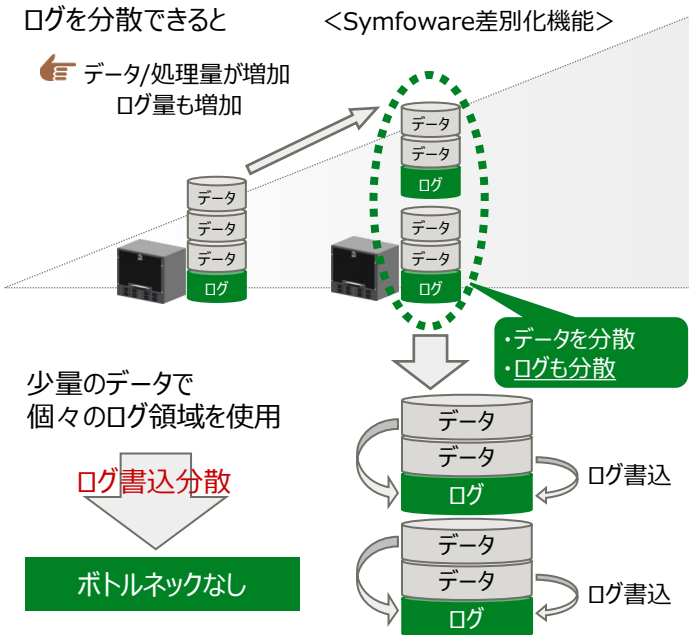 ログを分散できると
＜Symfoware差別化機能＞
データ/処理量が増加
ログ量も増加
データ
データ
データ
ログ
データ
データ
ログ
データ
データ
ログ
・データを分散
・ログも分散
少量のデータで
個々のログ領域を使用
ログ書込分散
ボトルネックなし
データ
データ
ログ
ログ書込
データ
データ
ログ
ログ書込